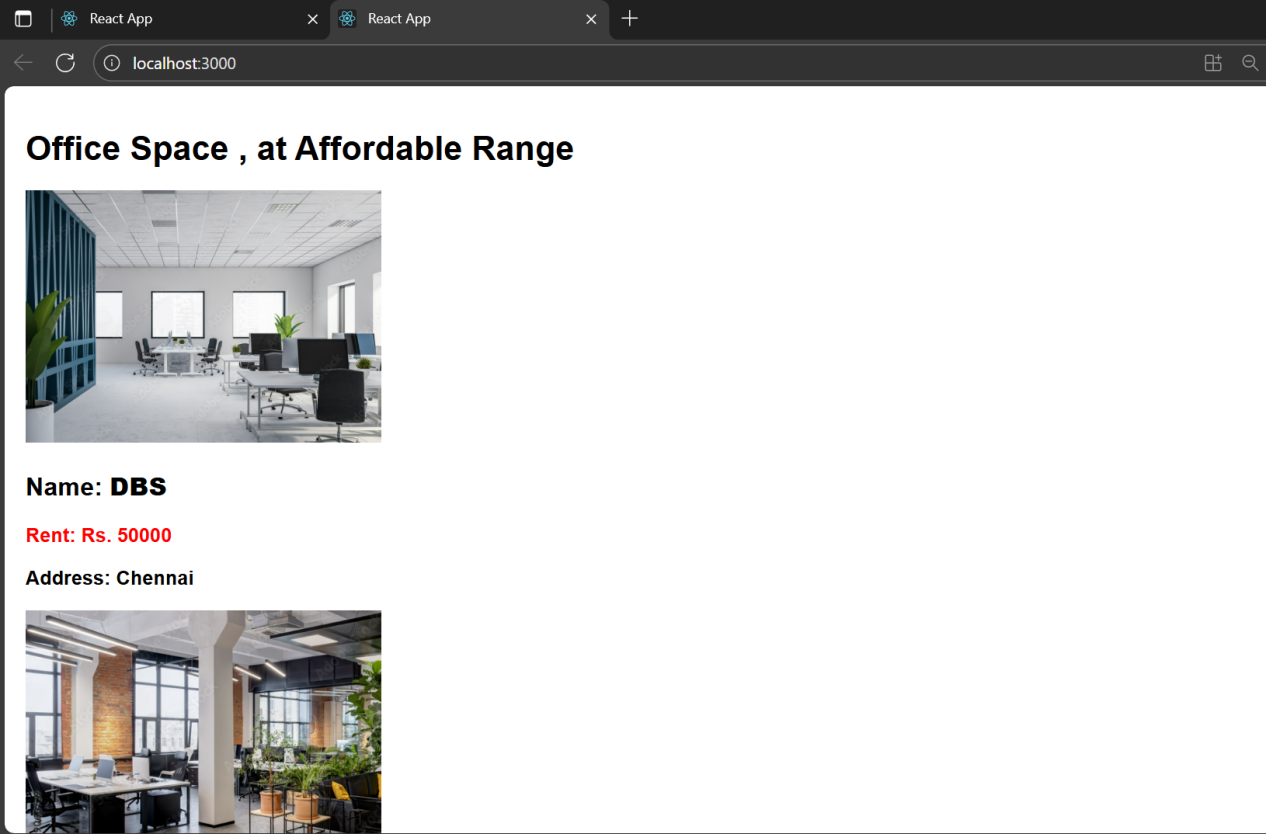 React App
React App
localhost:3000
Office Space , at Affordable Range
Name: DBS
Rent: Rs. 50000
Address: Chennai